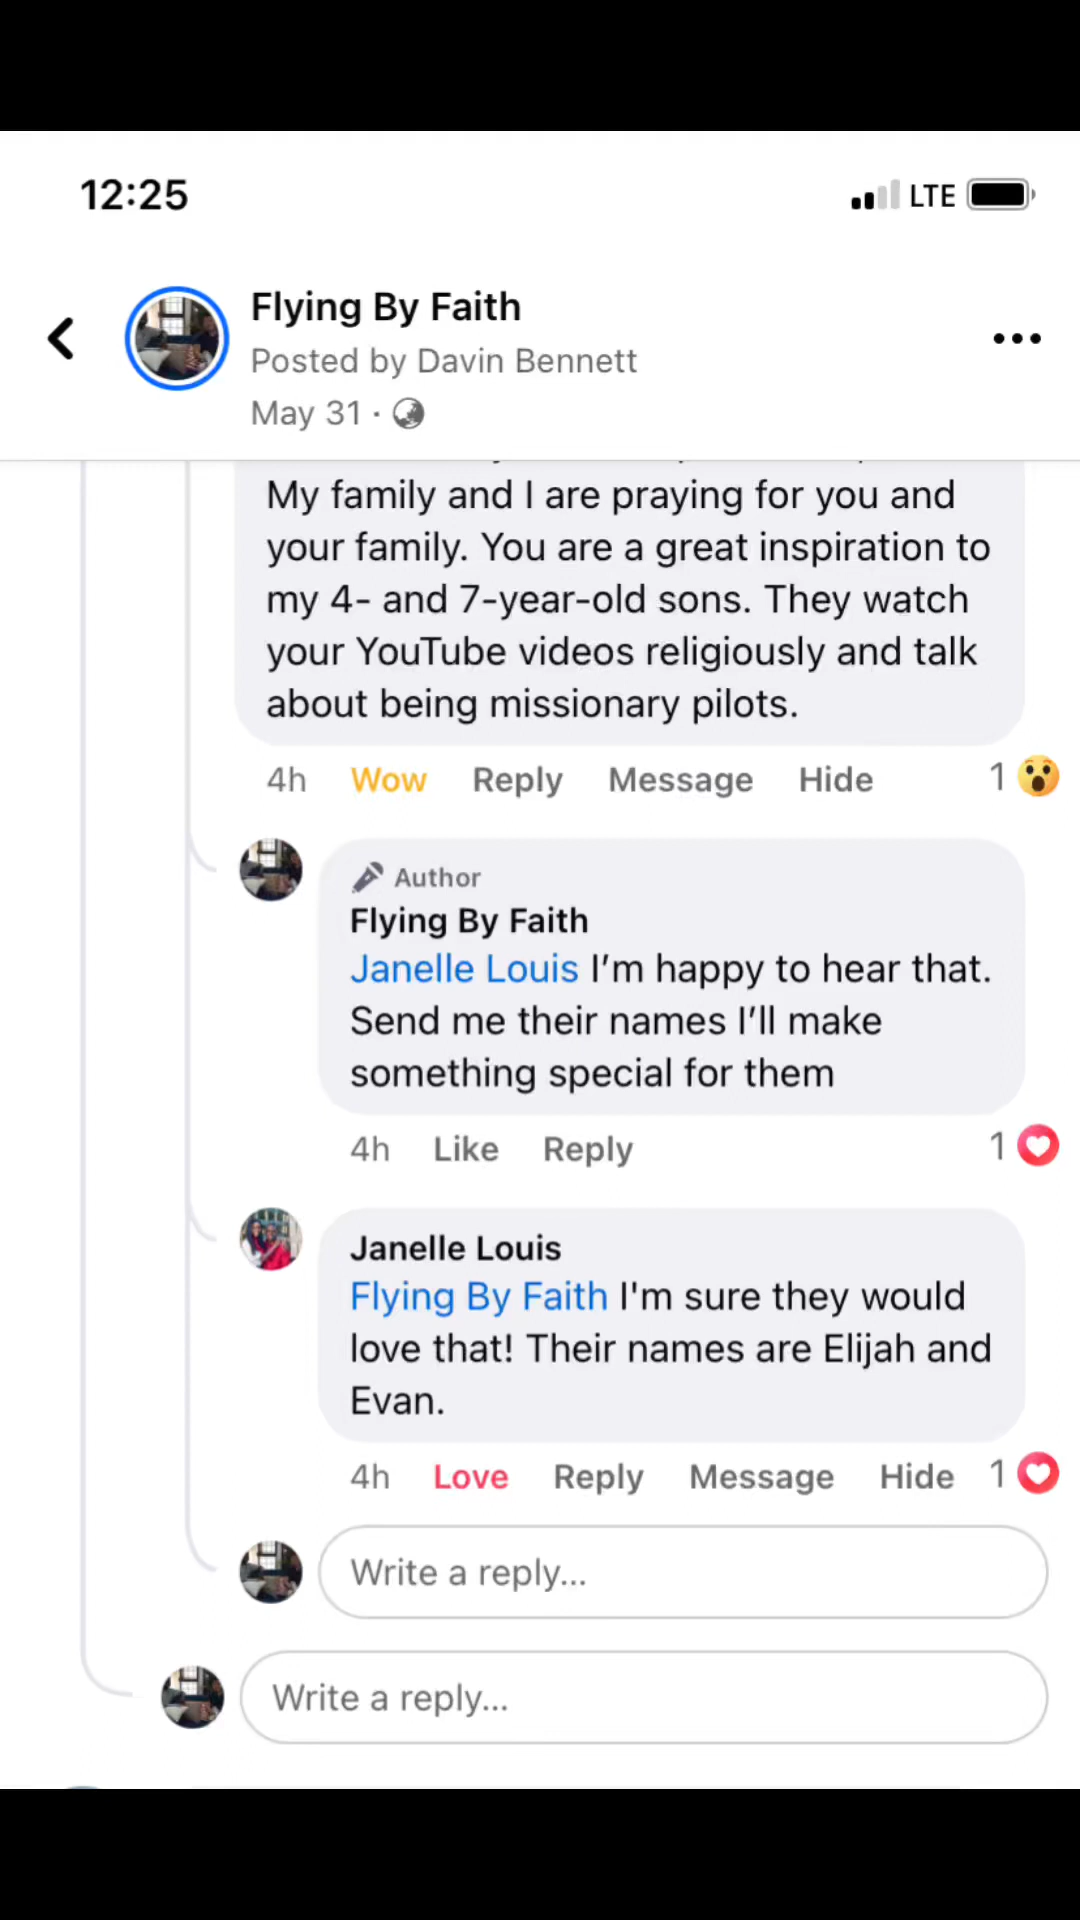 12:25
LTE
Flying By Faith
Posted by Davin Bennett
May 31 ·
My family and I are praying for you and
your family. You are a great inspiration to
my 4- and 7-year-old sons. They watch
your YouTube videos religiously and talk
about being missionary pilots.
4h Wow Reply Message Hide 1
Author
Flying By Faith
Janelle Louis I’m happy to hear that.
Send me their names I’ll make
something special for them
4h Like Reply 1
Janelle Louis
Flying By Faith I'm sure they would
love that! Their names are Elijah and
Evan.
4h Love Reply Message Hide 1
Write a reply...
Write a reply...